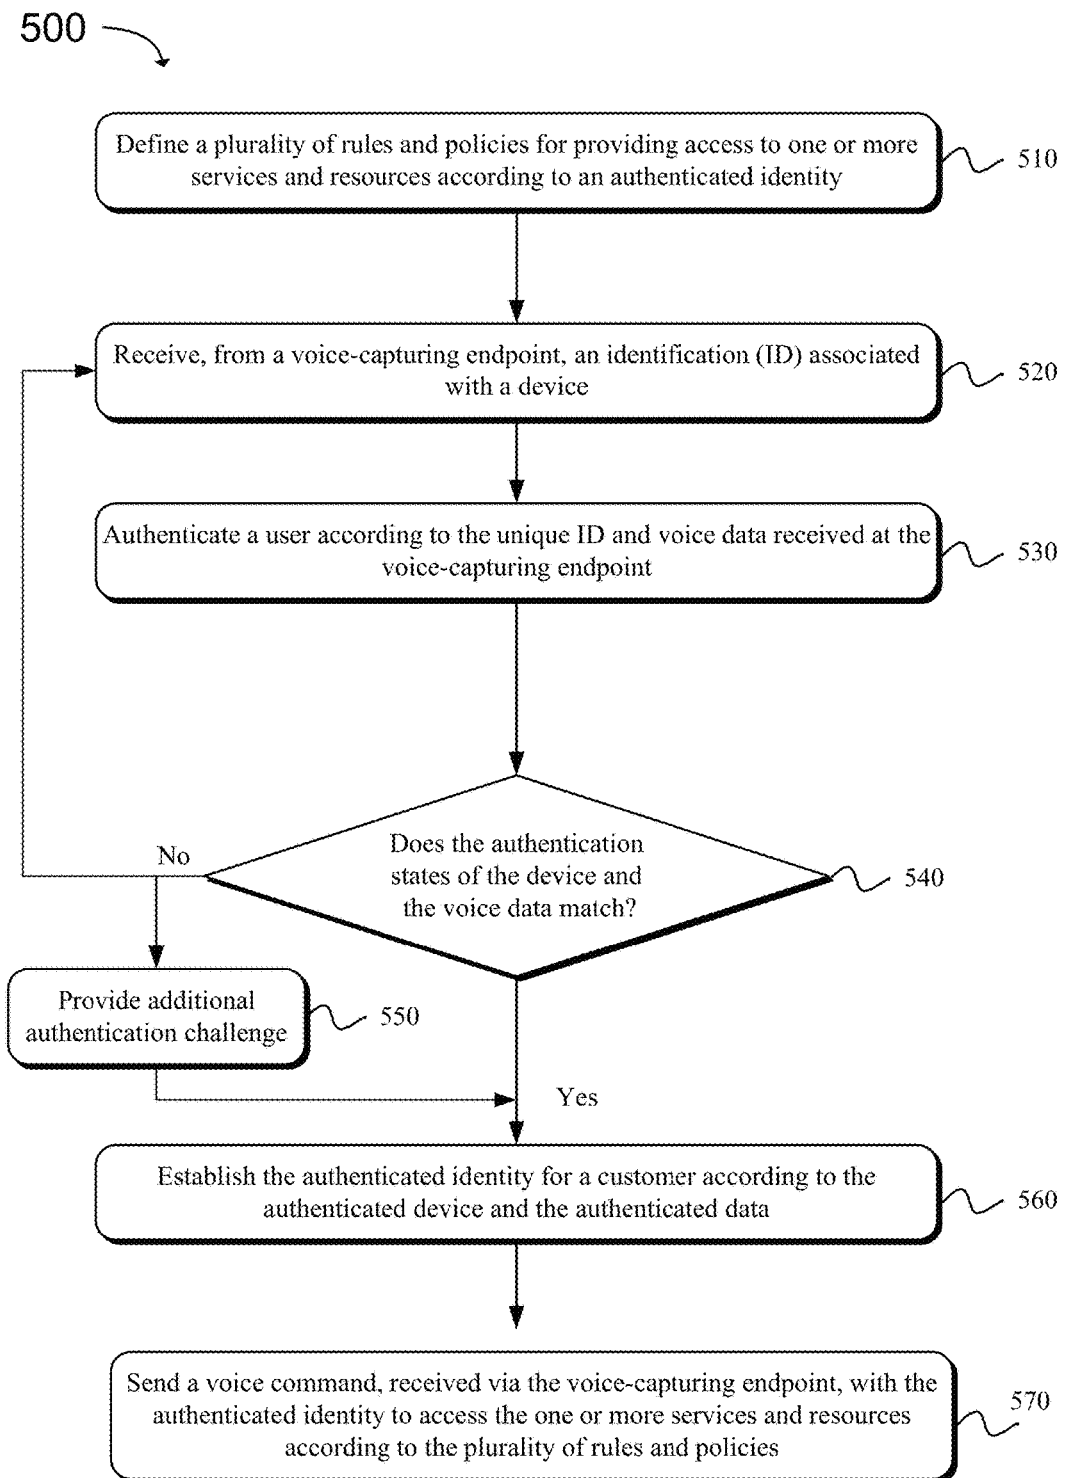 500
Define a plurality of rules and policies for providing access to one or more
services and resources according to an authenticated identity
510
Receive, from a voice-capturing endpoint, an identification (ID) associated
with a device
520
Authenticate a user according to the unique ID and voice data received at the
voice-capturing endpoint
530
Does the authentication
states of the device and
the voice data match?
540
No
Provide additional
authentication challenge
550
Yes
Establish the authenticated identity for a customer according to the
authenticated device and the authenticated data
560
Send a voice command, received via the voice-capturing endpoint, with the
authenticated identity to access the one or more services and resources
according to the plurality of rules and policies
570